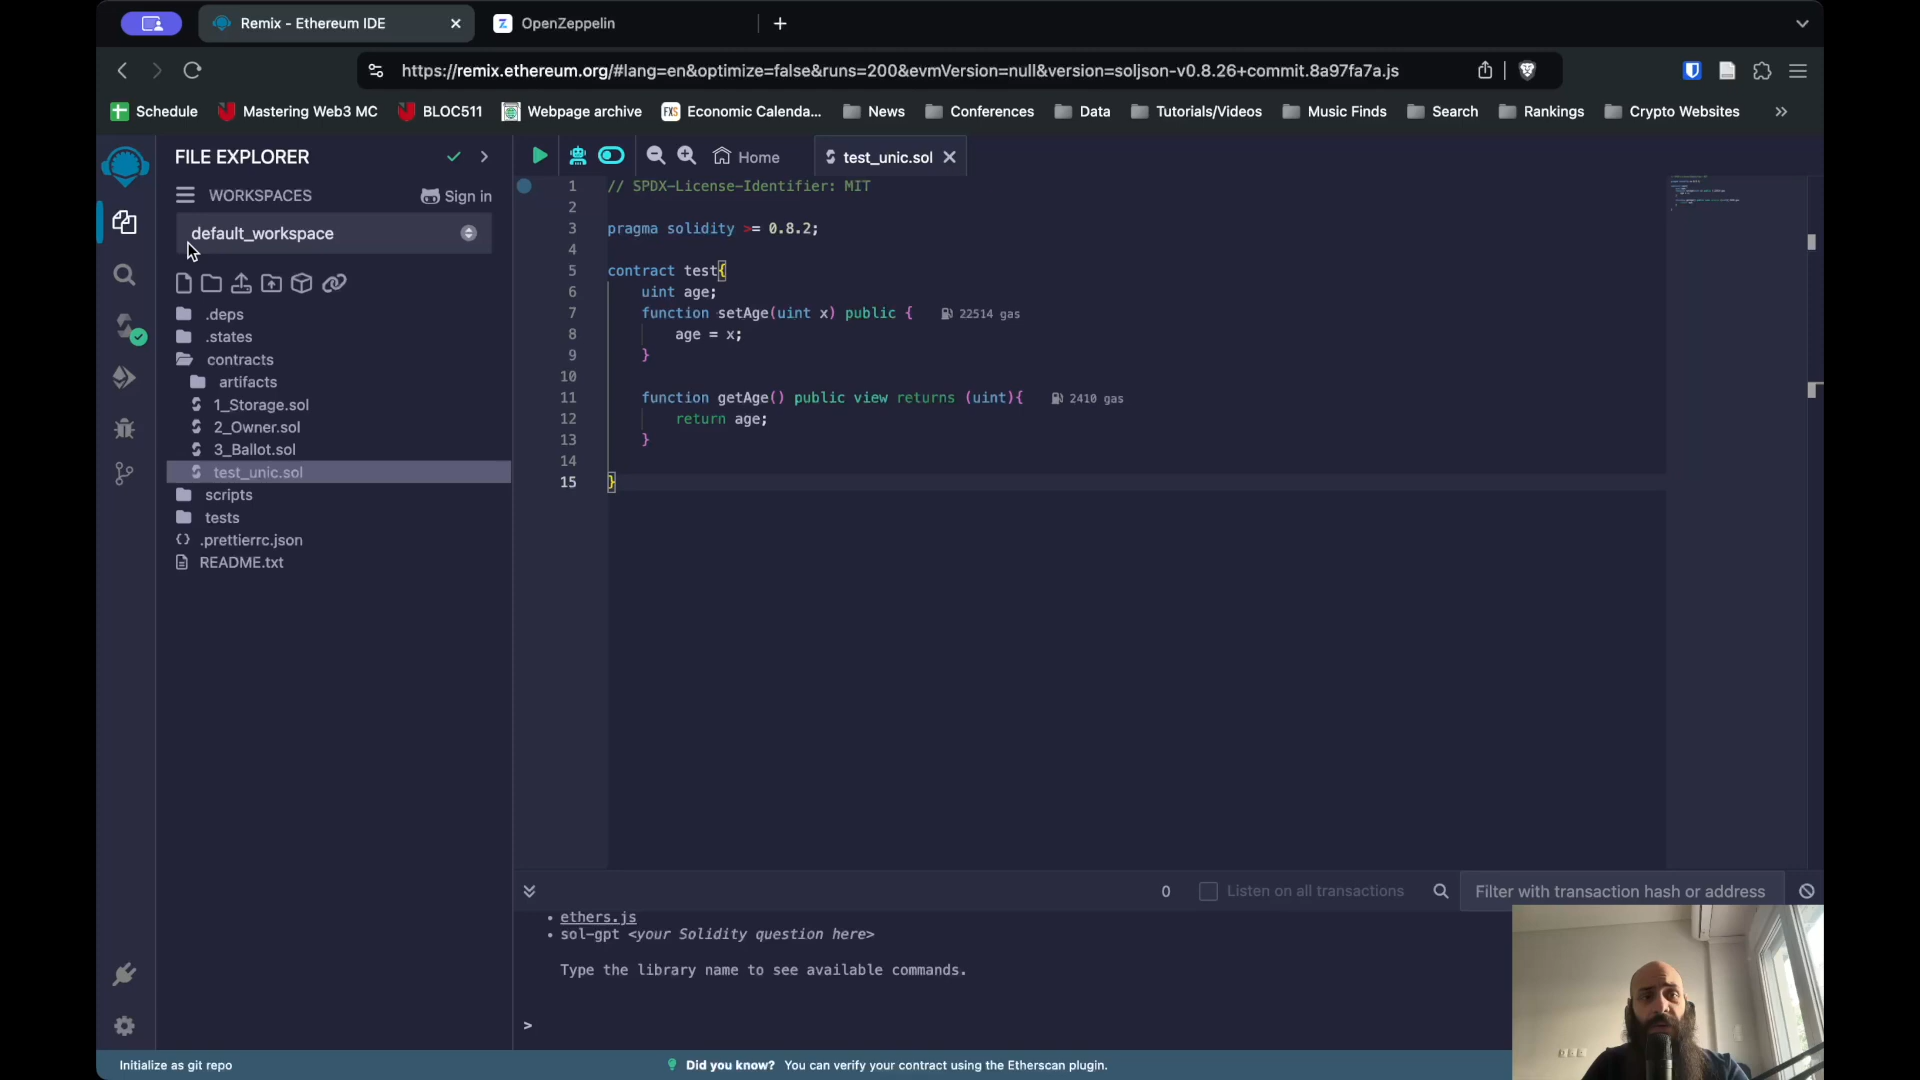 Remix - Ethereum IDE
OpenZeppelin
https://remix.ethereum.org/#lang=en&optimize=false&runs=200&evmVersion=null&version=soljson-v0.8.26+commit.8a97fa7a.js
Schedule
Mastering Web3 MC
BLOC511
Webpage archive
Economic Calenda...
News
Conferences
Data
Tutorials/Videos
Music Finds
Search
Rankings
Crypto Websites
FILE EXPLORER
WORKSPACES
Sign in
default_workspace
.deps
.states
contracts
artifacts
1_Storage.sol
2_Owner.sol
3_Ballot.sol
test_unic.sol
scripts
tests
.prettierrc.json
README.txt
Home
test_unic.sol
1 // SPDX-License-Identifier: MIT
2
3 pragma solidity >= 0.8.2;
4
5 contract test{
6 uint age;
7 function setAge(uint x) public { 22514 gas
8 age = x;
9 }
10
11 function getAge() public view returns (uint){ 2410 gas
12 return age;
13 }
14
15 }
0
Listen on all transactions
Filter with transaction hash or address
• ethers.js
• sol-gpt <your Solidity question here>
Type the library name to see available commands.
>
Initialize as git repo
Did you know? You can verify your contract using the Etherscan plugin.